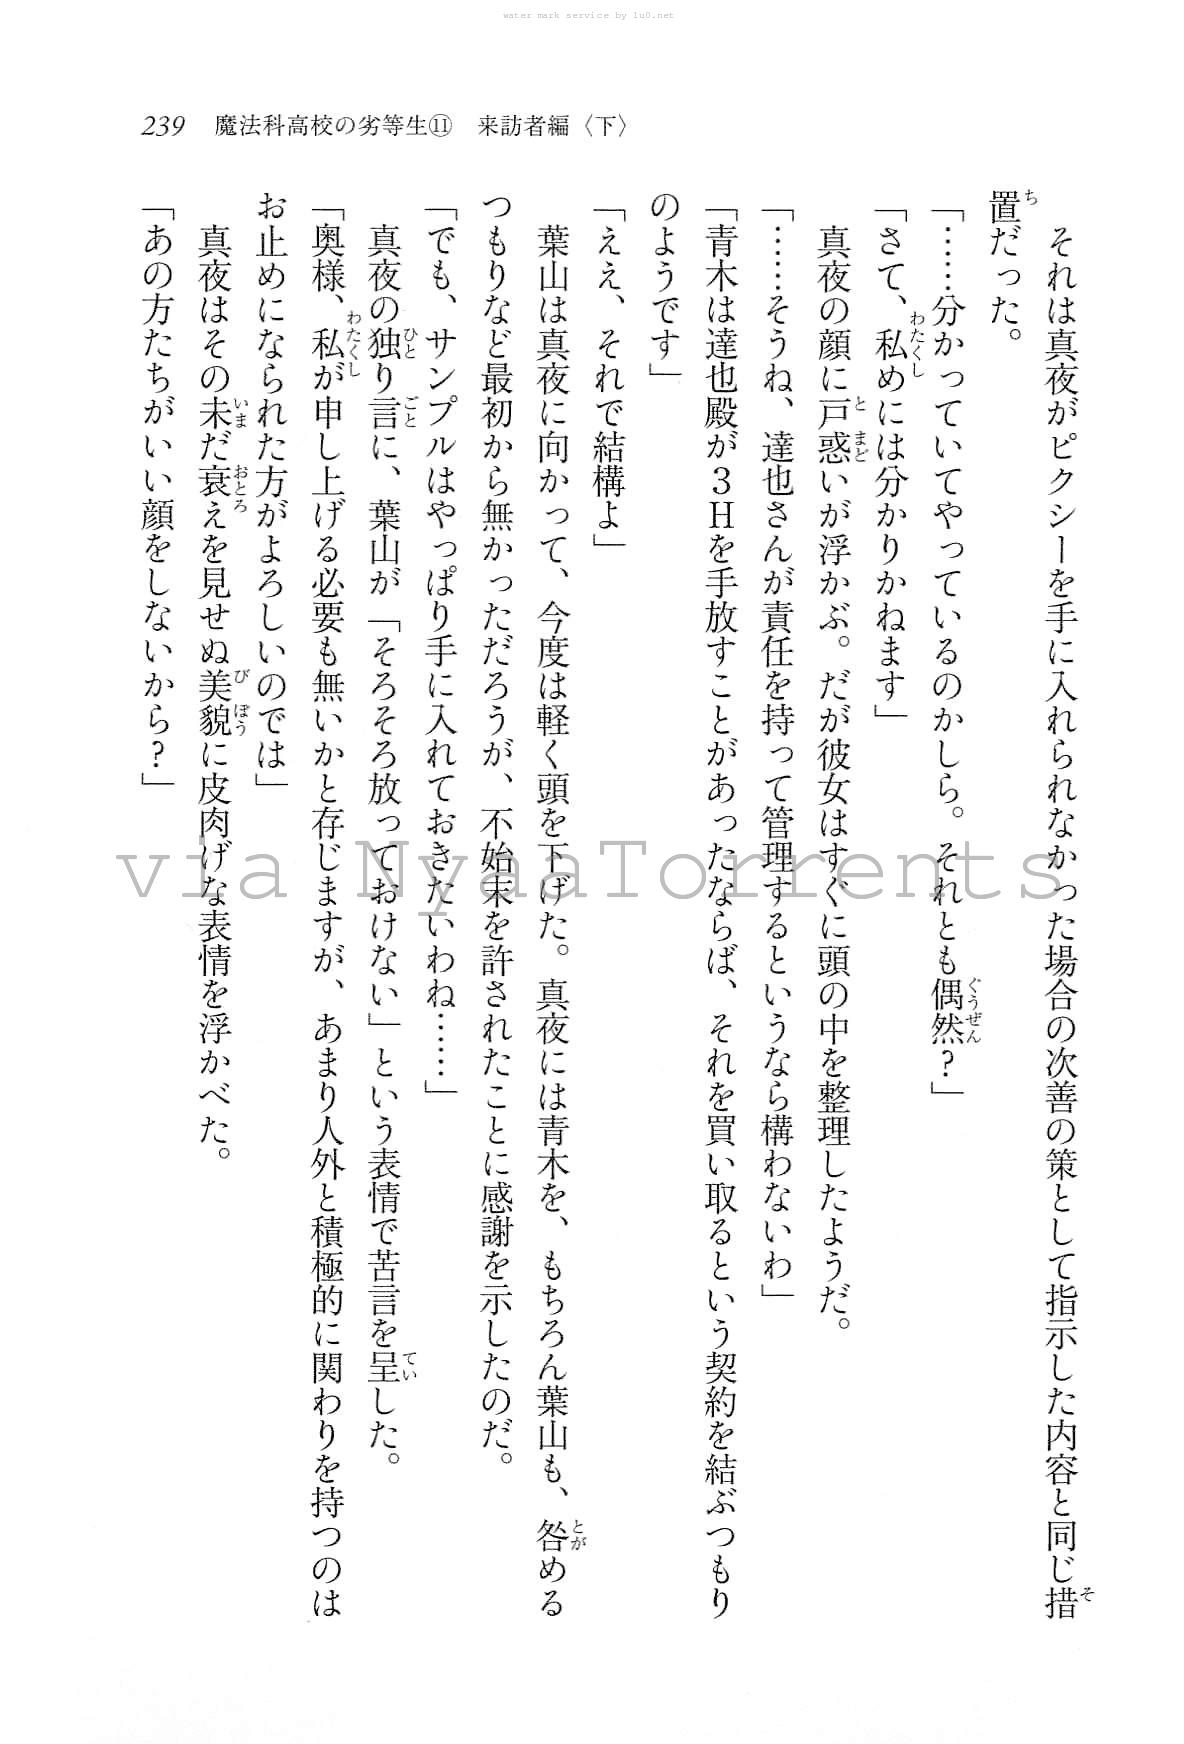 water mark service by lu0.net
239 魔法科高校の劣等生⑪ 来訪者編〈下〉
それは真夜がピクシーを手に入れられなかった場合の次善の策として指示した内容と同じ措
置だった。
「……分かっていてやっているのかしら。それとも偶然?」
「さて、私めには分かりかねます」
真夜の顔に戸惑いが浮かぶ。だが彼女はすぐに頭の中を整理したようだ。
「……そうね、達也さんが責任を持って管理するというなら構わないわ」
「青木は達也殿が3Hを手放すことがあったならば、それを買い取るという契約を結ぶつもり
のようです」
「ええ、それで結構よ」
葉山は真夜に向かって、今度は軽く頭を下げた。真夜には青木を、もちろん葉山も、咎める
つもりなど最初から無かっただろうが、不始末を許されたことに感謝を示したのだ。
「でも、サンプルはやっぱり手に入れておきたいわね……」
真夜の独り言に、葉山が「そろそろ放っておけない」という表情で苦言を呈した。
「奥様、私が申し上げる必要も無いかと存じますが、あまり人外と積極的に関わりを持つのは
お止めになられた方がよろしいのでは」
真夜はその未だ衰えを見せぬ美貌に皮肉げな表情を浮かべた。
「あの方たちがいい顔をしないから?」
via NyaaTorrents